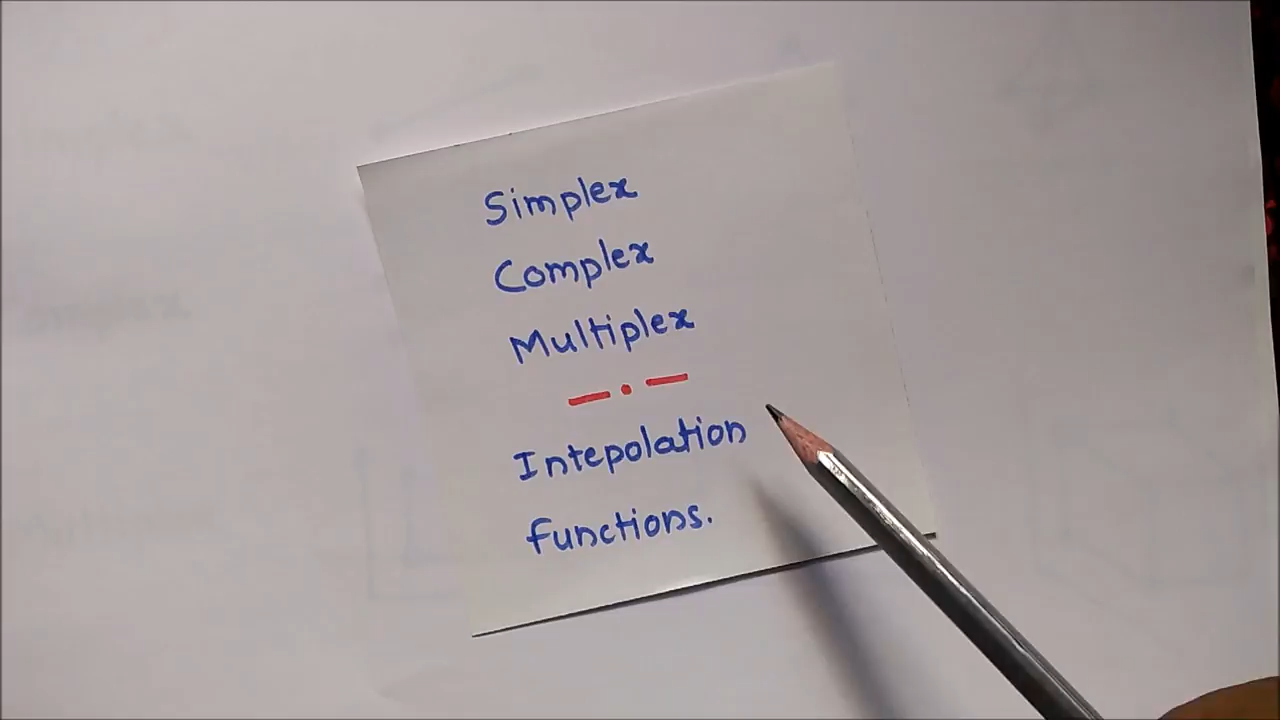 Simplex
Complex
Multiplex
Intepolation
functions.